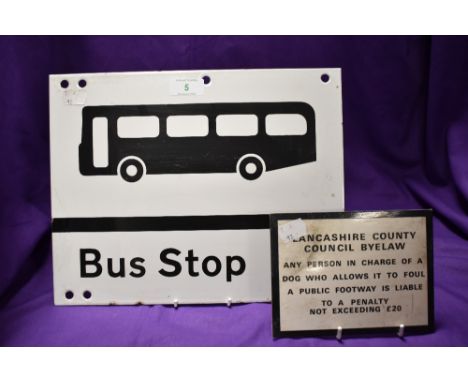 5
Bus Stop
LANCASHIRE COUNTY
COUNCIL BYELAW
ANY PERSON IN CHARGE OF A
DOG WHO ALLOWS IT TO FOUL
A PUBLIC FOOTWAY IS LIABLE
TO A PENALTY
NOT EXCEEDING £20